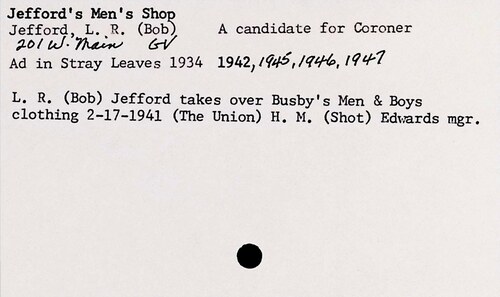 Jefford's Men's Shop
Jefford, L. R. (Bob) A candidate for Coroner
201 W. Main GV
Ad in Stray Leaves 1934 1942, 1945, 1946, 1947
L. R. (Bob) Jefford takes over Busby's Men & Boys
clothing 2-17-1941 (The Union) H. M. (Shot) Edwards mgr.